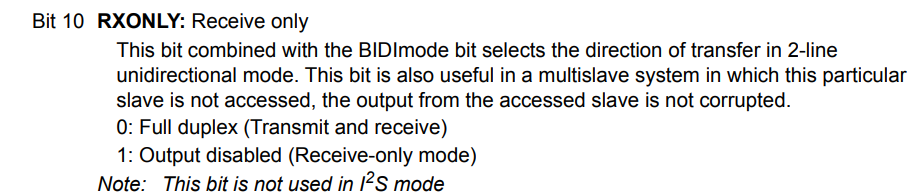 Bit 10 RXONLY: Receive only
This bit combined with the BIDImode bit selects the direction of transfer in 2-line
unidirectional mode. This bit is also useful in a multislave system in which this particular
slave is not accessed, the output from the accessed slave is not corrupted.
0: Full duplex (Transmit and receive)
1: Output disabled (Receive-only mode)
Note: This bit is not used in I²S mode